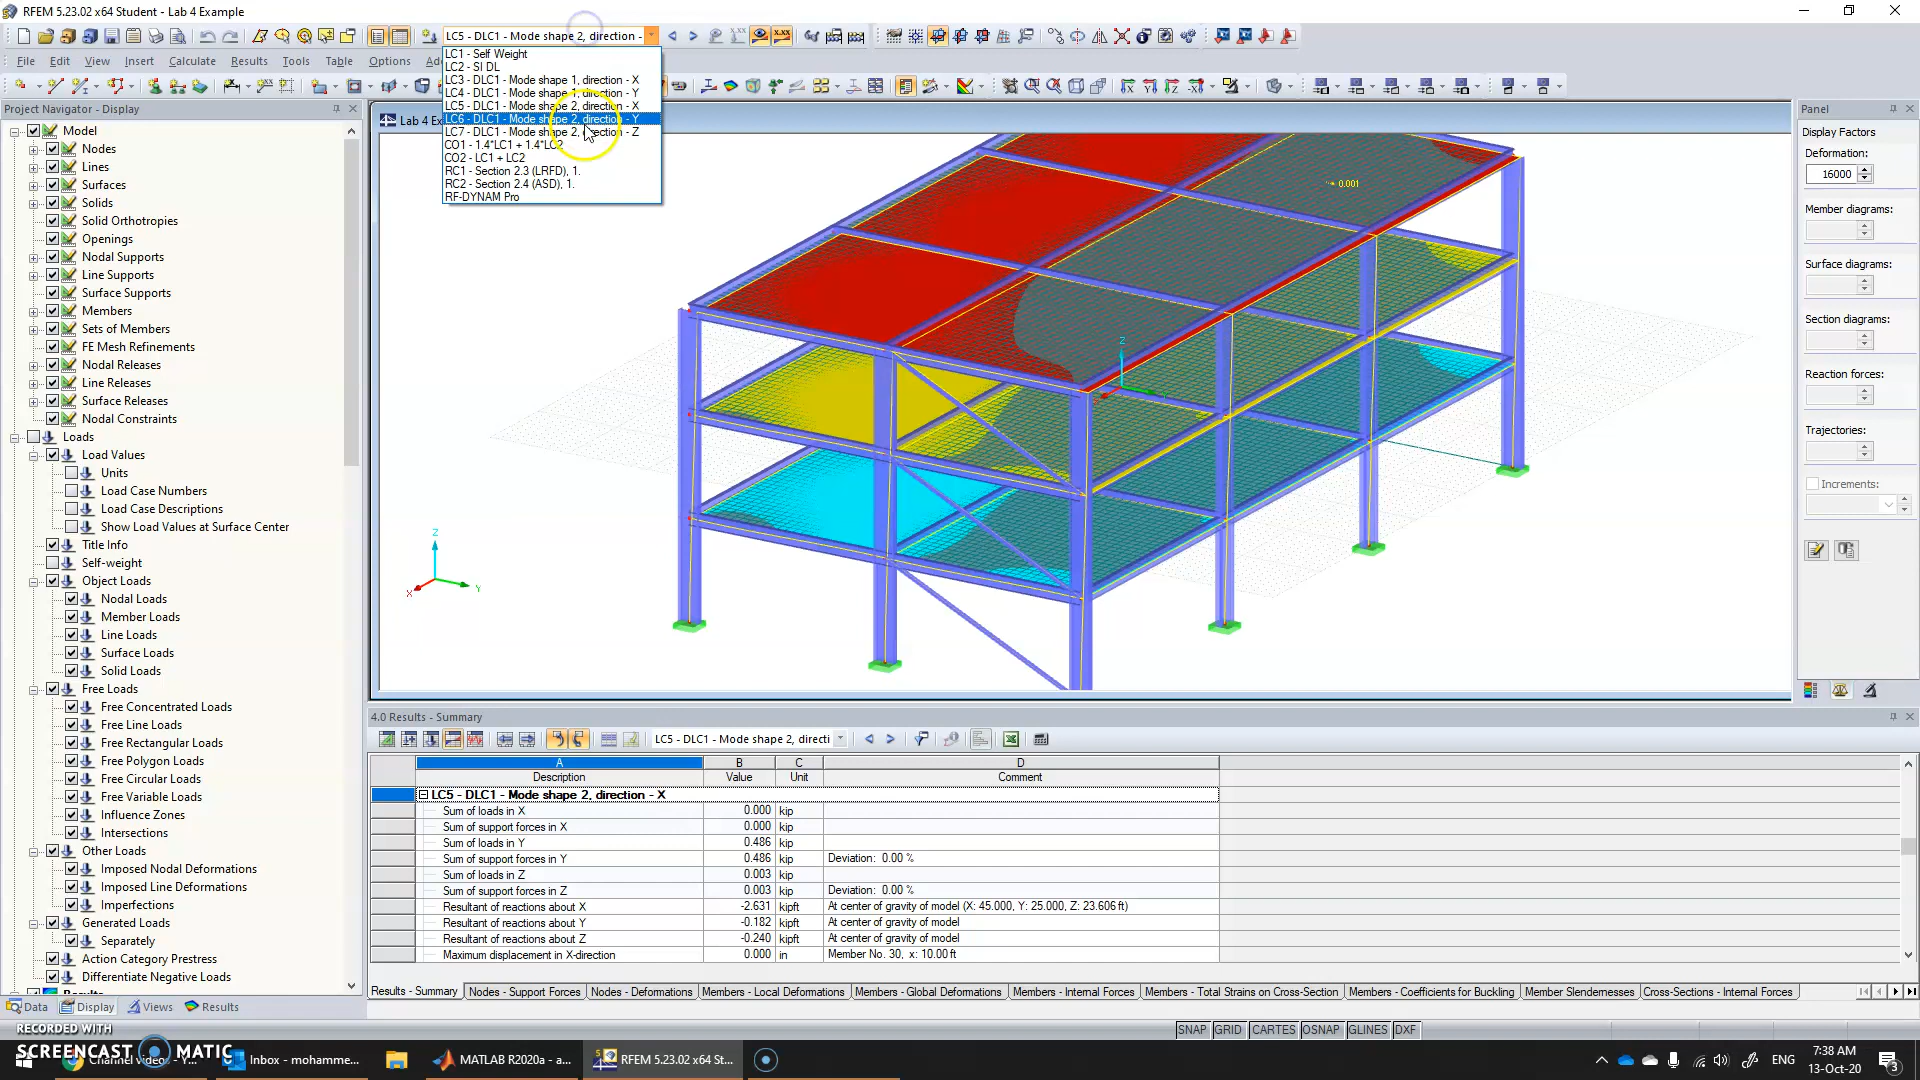 RFEM 5.23.02 x64 Student - Lab 4 Example
LC5 - DLC1 - Mode shape 2, direction -
File Edit View Insert Calculate Results Tools Table Options
LC1 - Self Weight
LC2 - SI DL
LC3 - DLC1 - Mode shape 1, direction - X
LC4 - DLC1 - Mode shape 1, direction - Y
LC5 - DLC1 - Mode shape 2, direction - X
LC6 - DLC1 - Mode shape 2, direction - Y
LC7 - DLC1 - Mode shape 2, direction - Z
CO1 - 1.4*LC1 + 1.4*LC2
CO2 - LC1 + LC2
RC1 - Section 2.3 (LRFD), 1.
RC2 - Section 2.4 (ASD), 1.
RF-DYNAM Pro
Project Navigator - Display
Model
Nodes
Lines
Surfaces
Solids
Solid Orthotropies
Openings
Nodal Supports
Line Supports
Surface Supports
Members
Sets of Members
FE Mesh Refinements
Nodal Releases
Line Releases
Surface Releases
Nodal Constraints
Loads
Load Values
Units
Load Case Numbers
Load Case Descriptions
Show Load Values at Surface Center
Title Info
Self-weight
Object Loads
Nodal Loads
Member Loads
Line Loads
Surface Loads
Solid Loads
Free Loads
Free Concentrated Loads
Free Line Loads
Free Rectangular Loads
Free Polygon Loads
Free Circular Loads
Free Variable Loads
Influence Zones
Intersections
Other Loads
Imposed Nodal Deformations
Imposed Line Deformations
Imperfections
Generated Loads
Separately
Action Category Prestress
Differentiate Negative Loads
Data Display Views Results
0.001
Z
Z
X
Y
Panel
Display Factors
Deformation:
16000
Member diagrams:
Surface diagrams:
Section diagrams:
Reaction forces:
Trajectories:
Increments:
4.0 Results - Summary
LC5 - DLC1 - Mode shape 2, directi
A B C D
Description Value Unit Comment
LC5 - DLC1 - Mode shape 2, direction - X
Sum of loads in X 0.000 kip
Sum of support forces in X 0.000 kip
Sum of loads in Y 0.486 kip
Sum of support forces in Y 0.486 kip Deviation: 0.00 %
Sum of loads in Z 0.003 kip
Sum of support forces in Z 0.003 kip Deviation: 0.00 %
Resultant of reactions about X -2.631 kipft At center of gravity of model (X: 45.000, Y: 25.000, Z: 23.606 ft)
Resultant of reactions about Y -0.182 kipft At center of gravity of model
Resultant of reactions about Z -0.240 kipft At center of gravity of model
Maximum displacement in X-direction 0.000 in Member No. 30, x: 10.00 ft
Results - Summary Nodes - Support Forces Nodes - Deformations Members - Local Deformations Members - Global Deformations Members - Internal Forces Members - Total Strains on Cross-Section Members - Coefficients for Buckling Member Slendernesses Cross-Sections - Internal Forces
SNAP GRID CARTES OSNAP GLINES DXF
RECORDED WITH
SCREENCAST MATIC
Inbox - mohamme... MATLAB R2020a - a... RFEM 5.23.02 x64 St...
ENG
7:38 AM
13-Oct-20
3